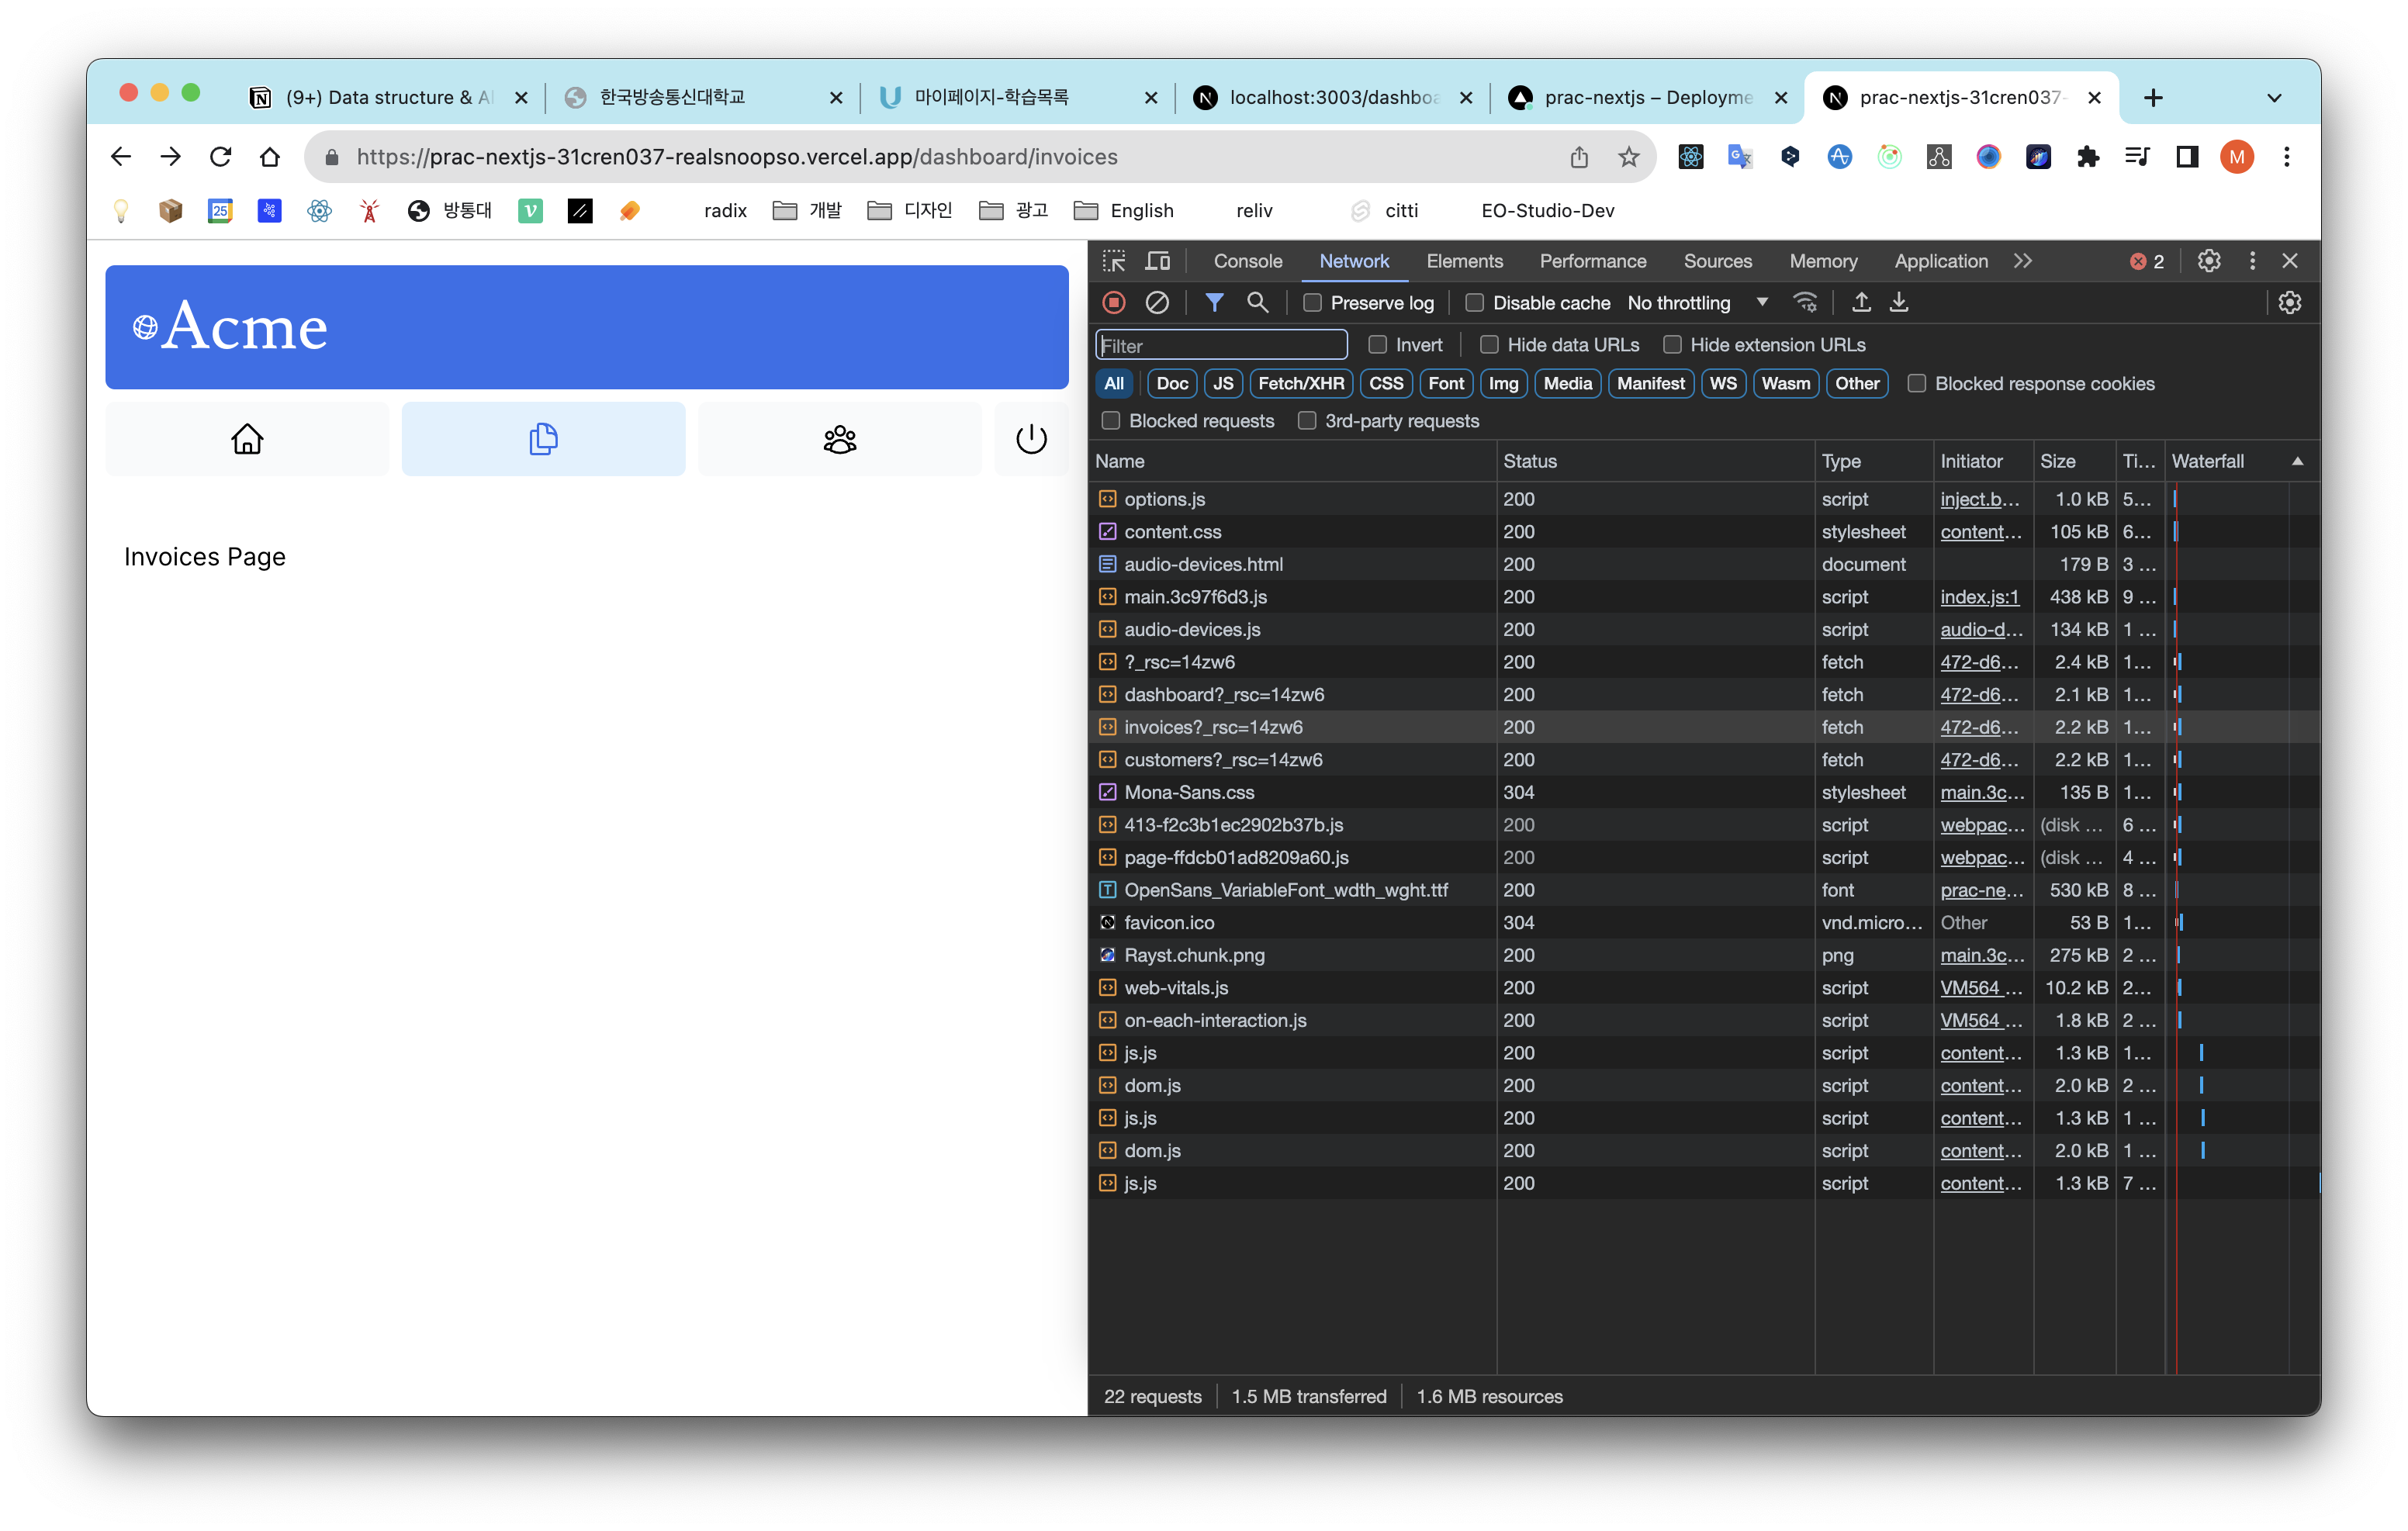 (9+) Data structure & Al
한국방송통신대학교
마이페이지-학습목록
localhost:3003/dashboa
prac-nextjs – Deployme
prac-nextjs-31cren037-
https://prac-nextjs-31cren037-realsnoopso.vercel.app/dashboard/invoices
M
25
방통대
radix
개발
디자인
광고
English
reliv
citti
EO-Studio-Dev
Acme
Invoices Page
Console Network Elements Performance Sources Memory Application 2
Preserve log Disable cache No throttling
Filter Invert Hide data URLs Hide extension URLs
All Doc JS Fetch/XHR CSS Font Img Media Manifest WS Wasm Other Blocked response cookies
Blocked requests 3rd-party requests
Name Status Type Initiator Size Ti... Waterfall
options.js 200 script inject.b... 1.0 kB 5...
content.css 200 stylesheet content... 105 kB 6...
audio-devices.html 200 document 179 B 3 ...
main.3c97f6d3.js 200 script index.js:1 438 kB 9 ...
audio-devices.js 200 script audio-d... 134 kB 1 ...
?_rsc=14zw6 200 fetch 472-d6... 2.4 kB 1...
dashboard?_rsc=14zw6 200 fetch 472-d6... 2.1 kB 1...
invoices?_rsc=14zw6 200 fetch 472-d6... 2.2 kB 1...
customers?_rsc=14zw6 200 fetch 472-d6... 2.2 kB 1...
Mona-Sans.css 304 stylesheet main.3c... 135 B 1...
413-f2c3b1ec2902b37b.js 200 script webpac... (disk ... 6 ...
page-ffdcb01ad8209a60.js 200 script webpac... (disk ... 4 ...
OpenSans_VariableFont_wdth_wght.ttf 200 font prac-ne... 530 kB 8 ...
favicon.ico 304 vnd.micro... Other 53 B 1...
Rayst.chunk.png 200 png main.3c... 275 kB 2 ...
web-vitals.js 200 script VM564 ... 10.2 kB 2...
on-each-interaction.js 200 script VM564 ... 1.8 kB 2 ...
js.js 200 script content... 1.3 kB 1...
dom.js 200 script content... 2.0 kB 2 ...
js.js 200 script content... 1.3 kB 1 ...
dom.js 200 script content... 2.0 kB 1 ...
js.js 200 script content... 1.3 kB 7 ...
22 requests 1.5 MB transferred 1.6 MB resources